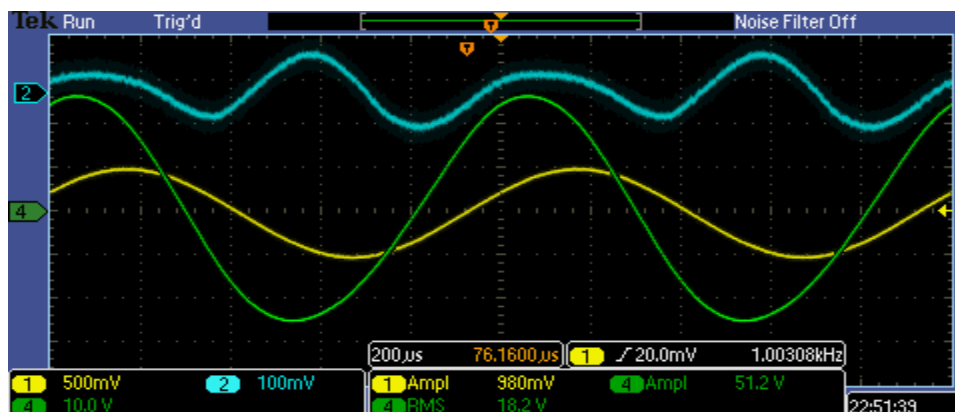 Tek Run Trig'd Noise Filter Off
T
T
2
4
200µs 76.1600µs 1 20.0mV 1.00308kHz
1 500mV 2 100mV 1 Ampl 980mV 4 Ampl 51.2 V
4 10.0 V 4 RMS 18.2 V 22:51:39